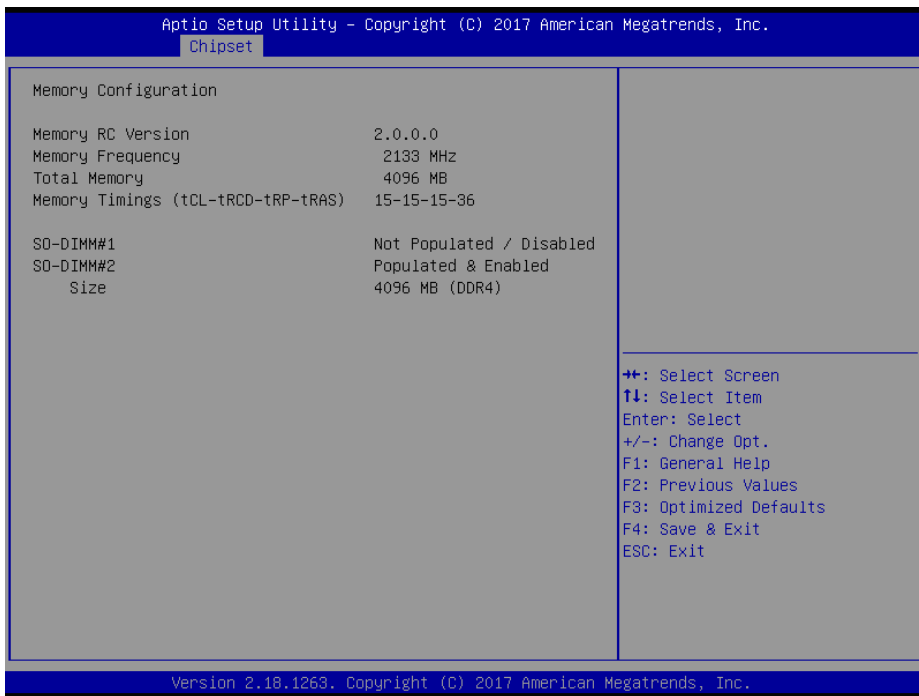 Aptio Setup Utility – Copyright (C) 2017 American Megatrends, Inc.
Chipset
Memory Configuration
Memory RC Version 2.0.0.0
Memory Frequency 2133 MHz
Total Memory 4096 MB
Memory Timings (tCL-tRCD-tRP-tRAS) 15-15-15-36
SO-DIMM#1 Not Populated / Disabled
SO-DIMM#2 Populated & Enabled
Size 4096 MB (DDR4)
→←: Select Screen
↑↓: Select Item
Enter: Select
+/-: Change Opt.
F1: General Help
F2: Previous Values
F3: Optimized Defaults
F4: Save & Exit
ESC: Exit
Version 2.18.1263. Copyright (C) 2017 American Megatrends, Inc.